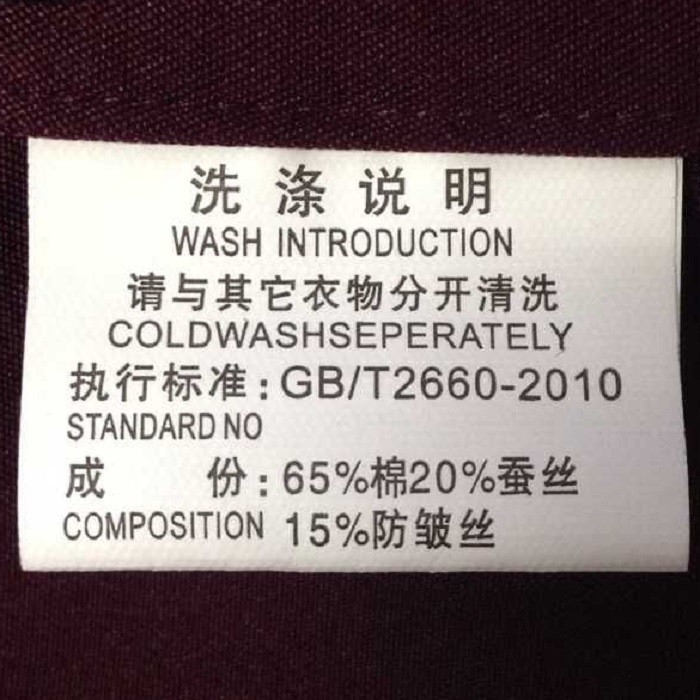 洗涤说明
WASH INTRODUCTION
请与其它衣物分开清洗
COLDWASHSEPERATELY
执行标准:GB/T2660-2010
STANDARD NO
成 份:65%棉20%蚕丝
COMPOSITION 15%防皱丝